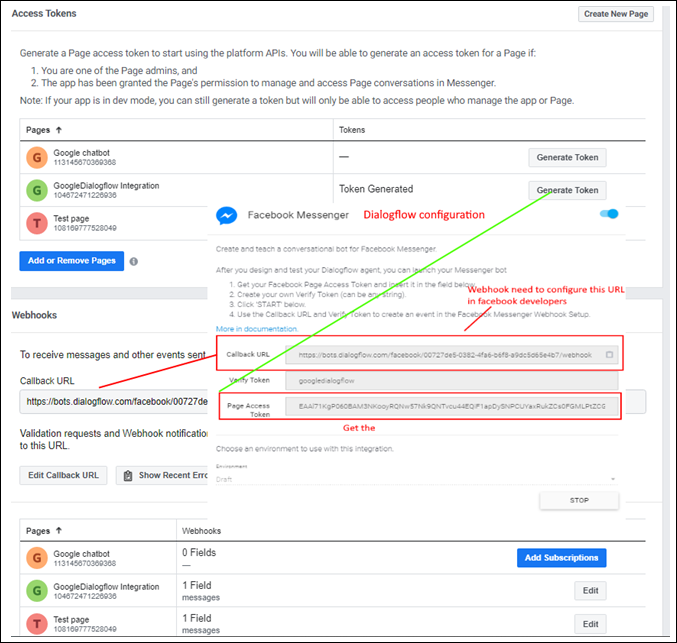 Access Tokens
Create New Page
Generate a Page access token to start using the platform APIs. You will be able to generate an access token for a Page if:
1. You are one of the Page admins, and
2. The app has been granted the Page's permission to manage and access Page conversations in Messenger.
Note: If your app is in dev mode, you can still generate a token but will only be able to access people who manage the app or Page.
Pages ↑ Tokens
G Google chatbot
113145670369368
— Generate Token
G GoogleDialogflow Integration
104672471226936
Token Generated Generate Token
T Test page
108169777528049
Add or Remove Pages
Facebook Messenger Dialogflow configuration
Create and teach a conversational bot for Facebook Messenger.
After you design and test your Dialogflow agent, you can launch your Messenger bot
1. Get your Facebook Page Access Token and insert it in the field below.
2. Create your own Verify Token (can be any string).
3. Click 'START' below.
4. Use the Callback URL and Verify Token to create an event in the Facebook Messenger Webhook Setup.
More in documentation.
Webhook need to configure this URL
in facebook developers
Callback URL https://bots.dialogflow.com/facebook/00727de5-0382-4fa6-b6f8-a9dc5d65e4b7/webhook
Verify Token googledialogflow
Page Access
Token
Get the
Choose an environment to use with this integration.
Environment
Draft
STOP
Webhooks
To receive messages and other events sent
Callback URL
https://bots.dialogflow.com/facebook/00727de
Validation requests and Webhook notification
to this URL.
Edit Callback URL
Show Recent Erro
Pages ↑ Webhooks
G Google chatbot
113145670369368
0 Fields
—
Add Subscriptions
G GoogleDialogflow Integration
104672471226936
1 Field
messages
Edit
T Test page
108169777528049
1 Field
messages
Edit